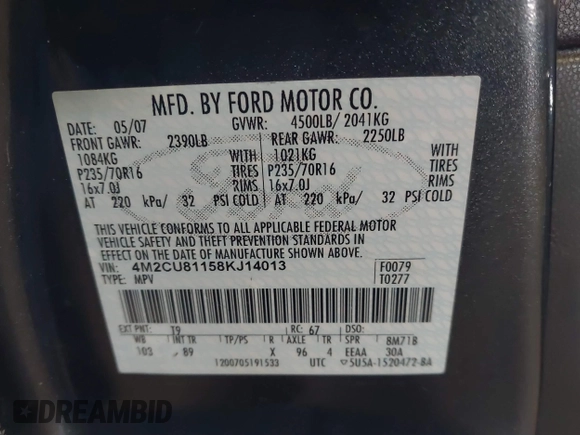 MFD. BY FORD MOTOR CO.
DATE: 05/07 GVWR: 4500LB/ 2041KG
FRONT GAWR: 2390LB REAR GAWR: 2250LB
1084KG WITH 1021KG WITH
P235/70R16 TIRES P235/70R16 TIRES
16x7.0J RIMS 16x7.0J RIMS
AT 220 kPa/ 32 PSI COLD AT 220 kPa/ 32 PSI COLD
THIS VEHICLE CONFORMS TO ALL APPLICABLE FEDERAL MOTOR
VEHICLE SAFETY AND THEFT PREVENTION STANDARDS IN
EFFECT ON THE DATE OF MANUFACTURE SHOWN ABOVE.
VIN: 4M2CU81158KJ14013 F0079
TYPE: MPV T0277
EXT PNT: T9 RC: 67 DSO:
WB INT TR TP/PS R AXLE TR SPR 8M71B
103 89 X 96 4 EEAA 30A
1200705191533 UTC ▽5U5A-1520472-BA
Ford
DREAMBID